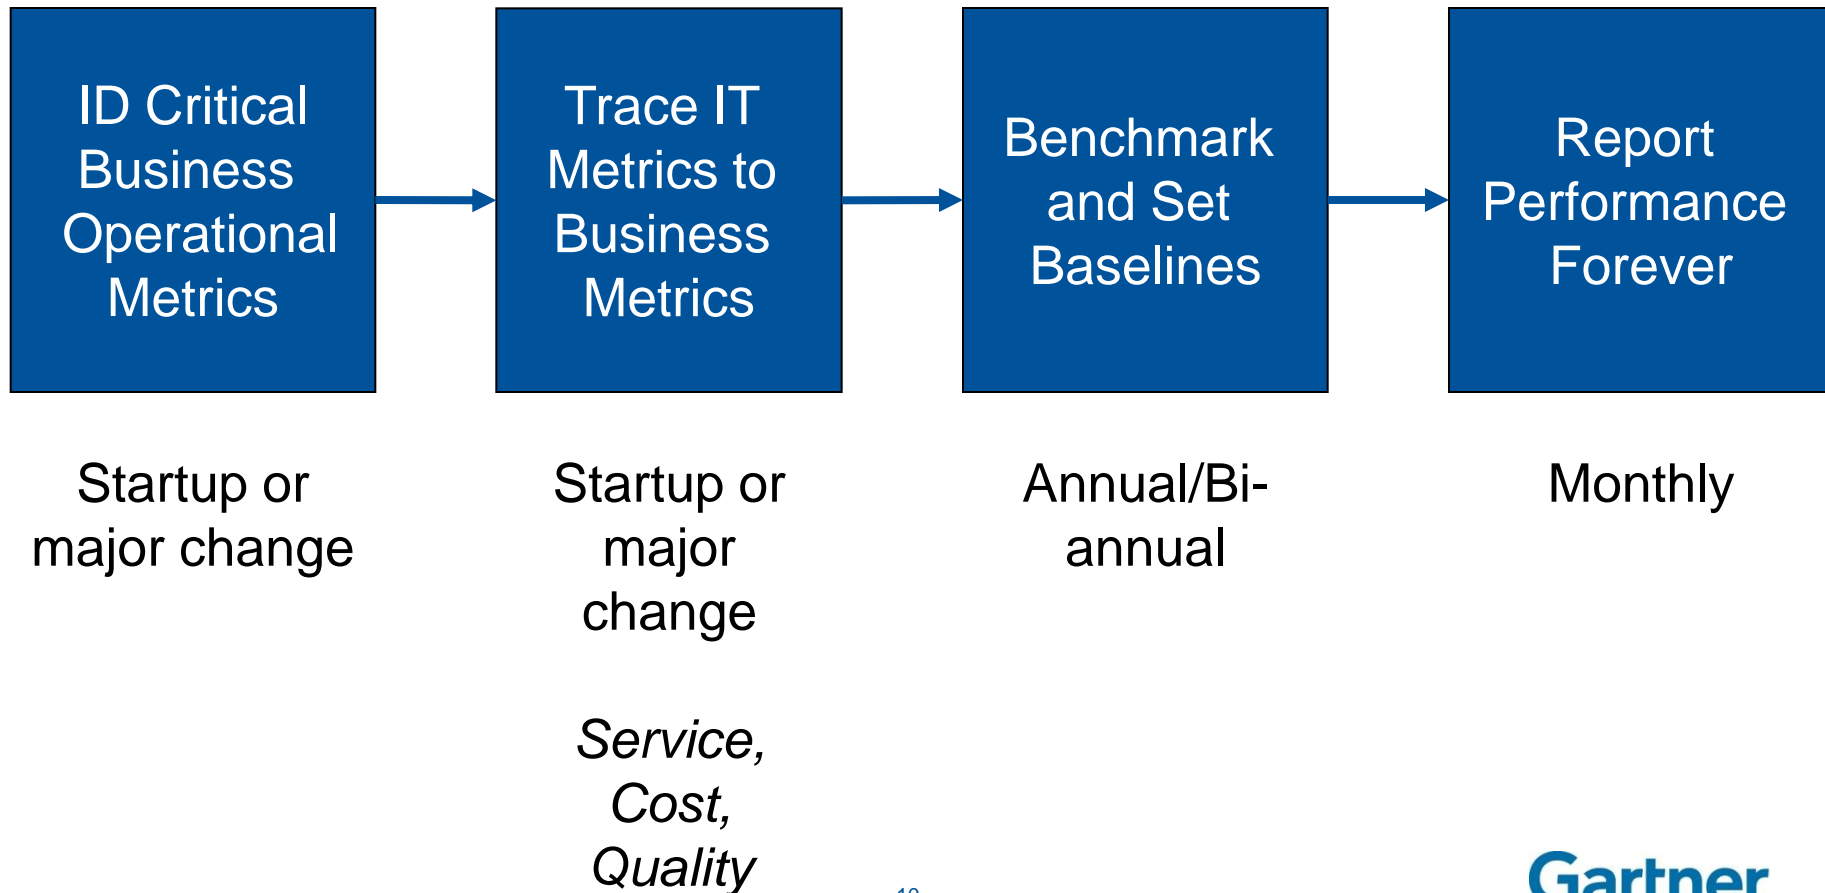 ID Critical
Business
Operational
Metrics
Trace IT
Metrics to
Business
Metrics
Benchmark
and Set
Baselines
Report
Performance
Forever
Startup or
major change
Startup or
major
change
Annual/Bi-
annual
Monthly
Service,
Cost,
Quality
Gartner